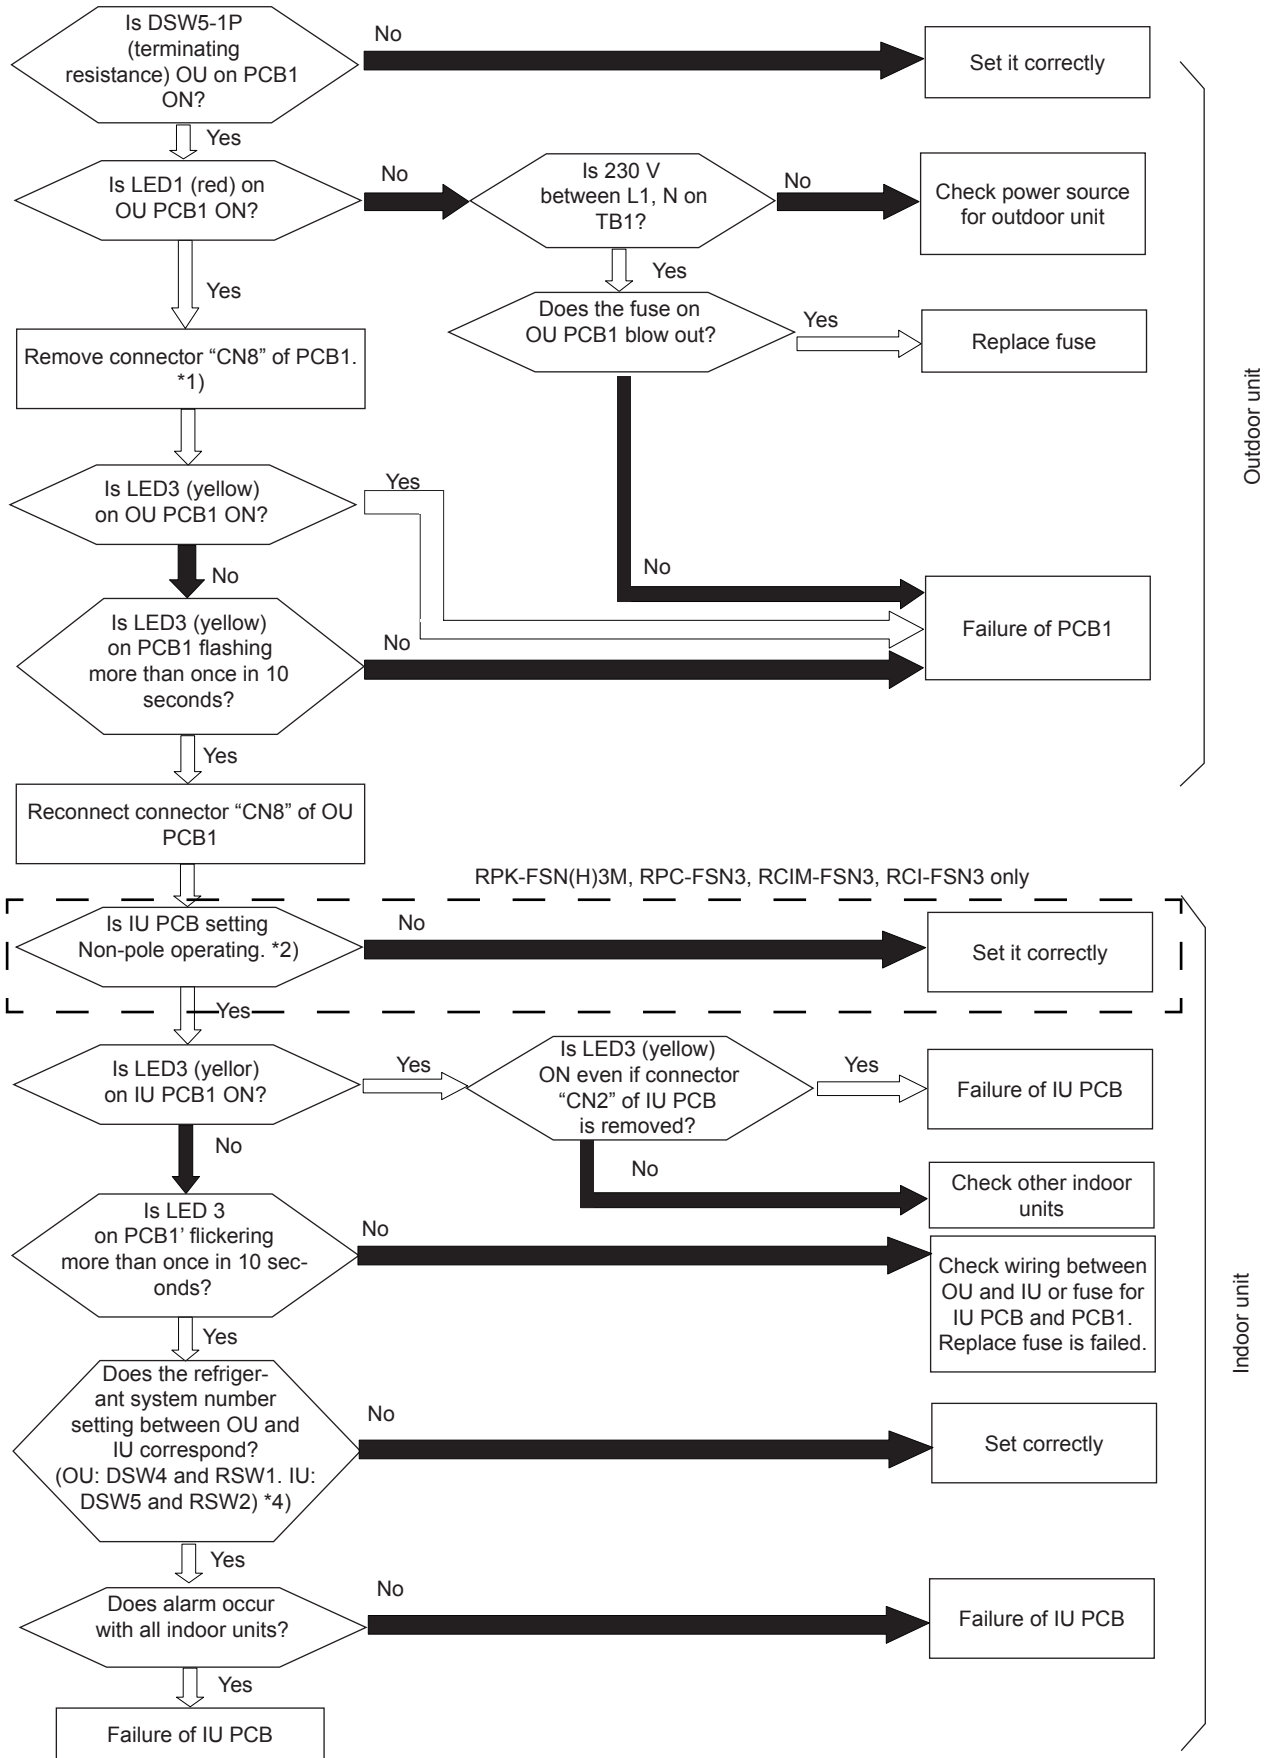 Is DSW5-1P
(terminating
resistance) OU on PCB1
ON?
No
Set it correctly
Yes
Is LED1 (red) on
OU PCB1 ON?
No
Is 230 V
between L1, N on
TB1?
No
Check power source
for outdoor unit
Yes
Yes
Does the fuse on
OU PCB1 blow out?
Yes
Replace fuse
Remove connector “CN8” of PCB1.
*1)
Outdoor unit
Is LED3 (yellow)
on OU PCB1 ON?
Yes
No
No
Failure of PCB1
Is LED3 (yellow)
on PCB1 flashing
more than once in 10
seconds?
No
Yes
Reconnect connector “CN8” of OU
PCB1
RPK-FSN(H)3M, RPC-FSN3, RCIM-FSN3, RCI-FSN3 only
Is IU PCB setting
Non-pole operating. *2)
No
Set it correctly
Yes
Is LED3 (yellor)
on IU PCB1 ON?
Yes
Is LED3 (yellow)
ON even if connector
“CN2” of IU PCB
is removed?
Yes
Failure of IU PCB
No
No
Check other indoor
units
Is LED 3
on PCB1’ flickering
more than once in 10 sec-
onds?
No
Check wiring between
OU and IU or fuse for
IU PCB and PCB1.
Replace fuse is failed.
Indoor unit
Yes
Does the refriger-
ant system number
setting between OU and
IU correspond?
(OU: DSW4 and RSW1. IU:
DSW5 and RSW2) *4)
No
Set correctly
Yes
Does alarm occur
with all indoor units?
No
Failure of IU PCB
Yes
Failure of IU PCB